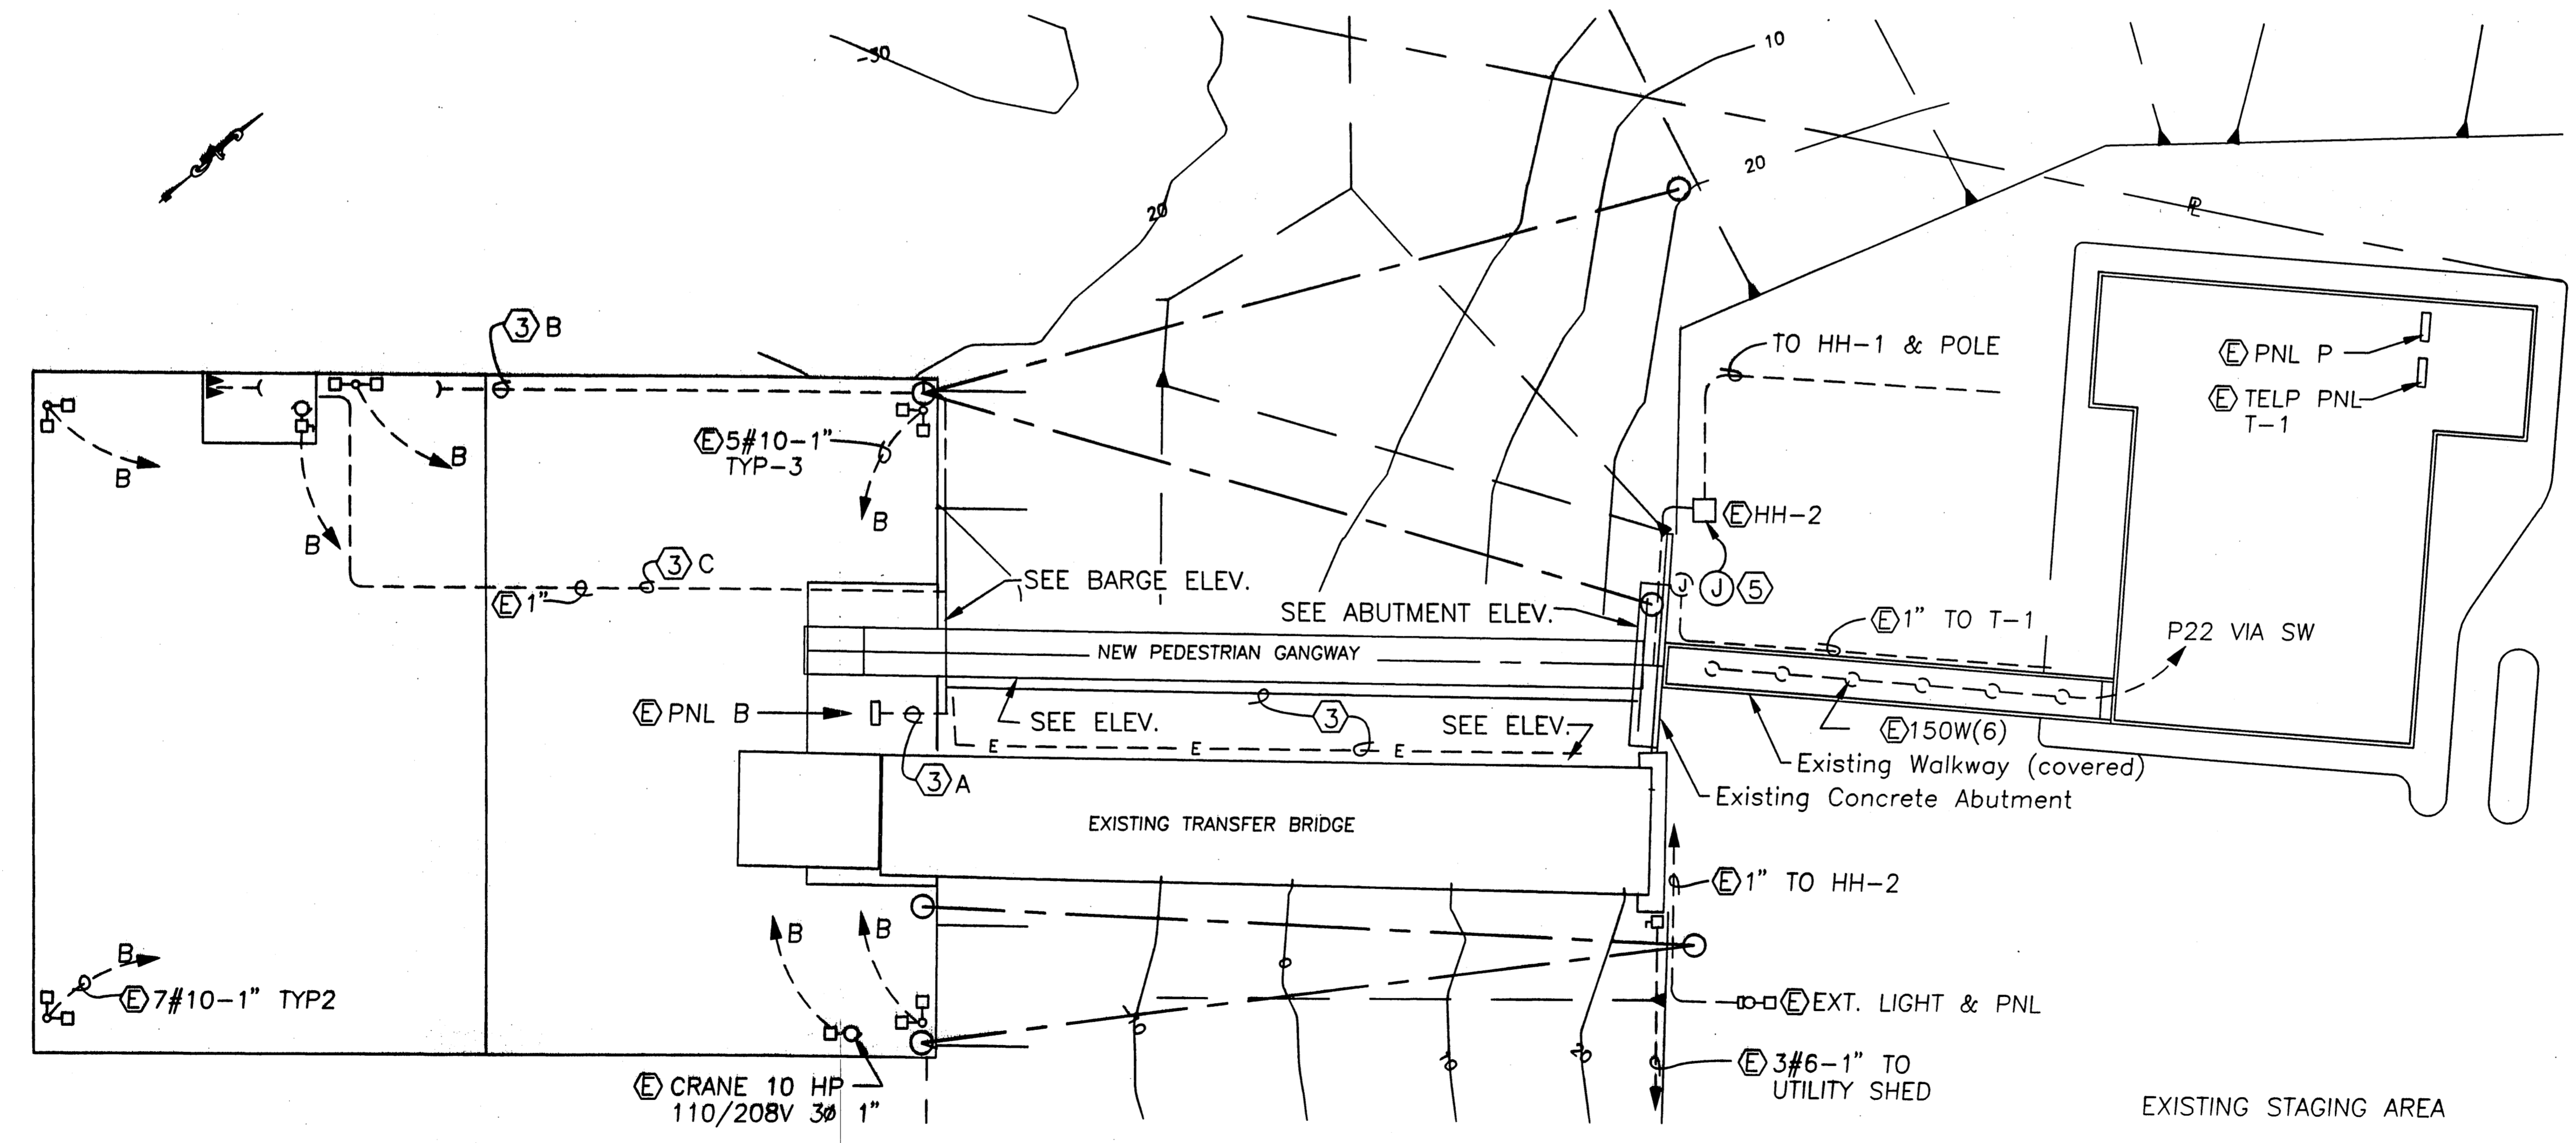 -30
10
20
20
PL
3 B
TO HH-1 & POLE
E PNL P
E TELP PNL
T-1
E 5#10-1"
TYP-3
B
B
B
B
E HH-2
3 C
E 1"
SEE BARGE ELEV.
J J 5
SEE ABUTMENT ELEV.
E 1" TO T-1
P22 VIA SW
NEW PEDESTRIAN GANGWAY
E PNL B
SEE ELEV.
3
SEE ELEV.
E 150W(6)
E E E
Existing Walkway (covered)
3 A
Existing Concrete Abutment
EXISTING TRANSFER BRIDGE
E 1" TO HH-2
B
B
B
0
E 7#10-1" TYP2
E EXT. LIGHT & PNL
E 3#6-1" TO
UTILITY SHED
E CRANE 10 HP
110/208V 3ø 1"
EXISTING STAGING AREA